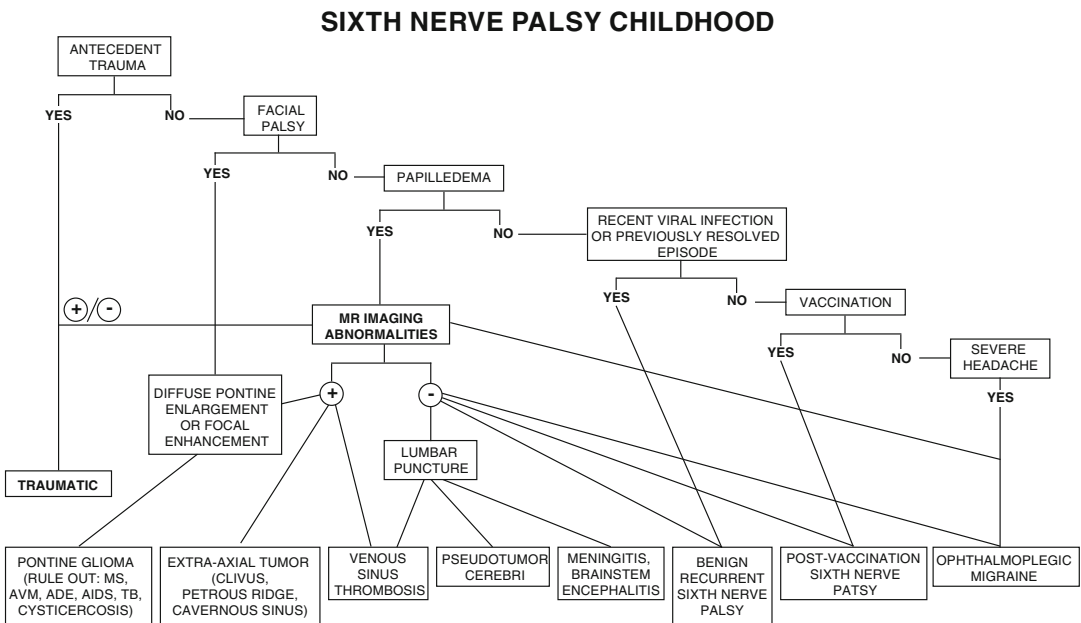 SIXTH NERVE PALSY CHILDHOOD
ANTECEDENT
TRAUMA
YES
NO
FACIAL
PALSY
YES
NO
PAPILLEDEMA
YES
NO
RECENT VIRAL INFECTION
OR PREVIOUSLY RESOLVED
EPISODE
YES
NO
VACCINATION
YES
NO
SEVERE
HEADACHE
YES
+/-
MR IMAGING
ABNORMALITIES
+
-
DIFFUSE PONTINE
ENLARGEMENT
OR FOCAL
ENHANCEMENT
LUMBAR
PUNCTURE
TRAUMATIC
PONTINE GLIOMA
(RULE OUT: MS,
AVM, ADE, AIDS, TB,
CYSTICERCOSIS)
EXTRA-AXIAL TUMOR
(CLIVUS,
PETROUS RIDGE,
CAVERNOUS SINUS)
VENOUS
SINUS
THROMBOSIS
PSEUDOTUMOR
CEREBRI
MENINGITIS,
BRAINSTEM
ENCEPHALITIS
BENIGN
RECURRENT
SIXTH NERVE
PALSY
POST-VACCINATION
SIXTH NERVE
PATSY
OPHTHALMOPLEGIC
MIGRAINE